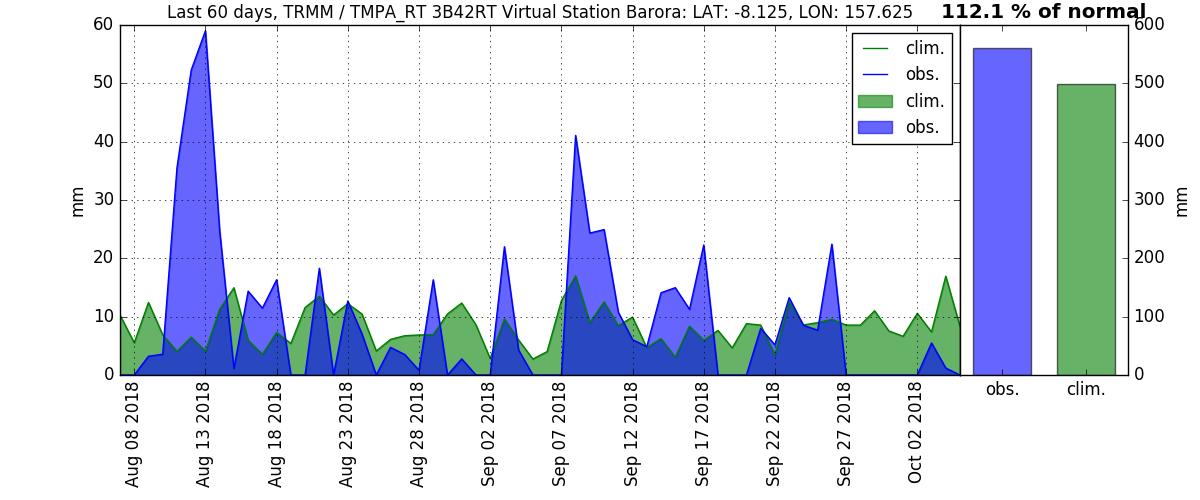 Last 60 days, TRMM / TMPA_RT 3B42RT Virtual Station Barora: LAT: -8.125, LON: 157.625
112.1 % of normal
60
50
40
30
20
10
0
mm
clim.
obs.
clim.
obs.
600
500
400
300
200
100
0
mm
obs.
clim.
Aug 08 2018
Aug 13 2018
Aug 18 2018
Aug 23 2018
Aug 28 2018
Sep 02 2018
Sep 07 2018
Sep 12 2018
Sep 17 2018
Sep 22 2018
Sep 27 2018
Oct 02 2018